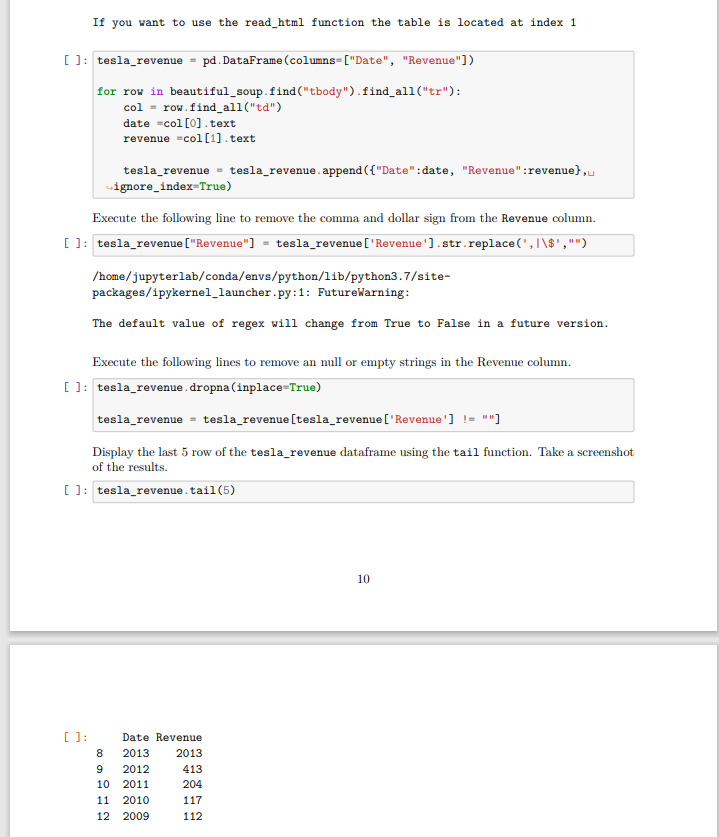 If you want to use the read_html function the table is located at index 1
[ ]: tesla_revenue = pd.DataFrame(columns=["Date", "Revenue"])
for row in beautiful_soup.find("tbody").find_all("tr"):
    col = row.find_all("td")
    date =col[0].text
    revenue =col[1].text
    tesla_revenue = tesla_revenue.append({"Date":date, "Revenue":revenue},␣
↪ignore_index=True)
Execute the following line to remove the comma and dollar sign from the Revenue column.
[ ]: tesla_revenue["Revenue"] = tesla_revenue['Revenue'].str.replace(',|\$',"")
/home/jupyterlab/conda/envs/python/lib/python3.7/site-
packages/ipykernel_launcher.py:1: FutureWarning:
The default value of regex will change from True to False in a future version.
Execute the following lines to remove an null or empty strings in the Revenue column.
[ ]: tesla_revenue.dropna(inplace=True)
tesla_revenue = tesla_revenue[tesla_revenue['Revenue'] != ""]
Display the last 5 row of the tesla_revenue dataframe using the tail function. Take a screenshot
of the results.
[ ]: tesla_revenue.tail(5)
10
[ ]: Date Revenue
8 2013 2013
9 2012 413
10 2011 204
11 2010 117
12 2009 112